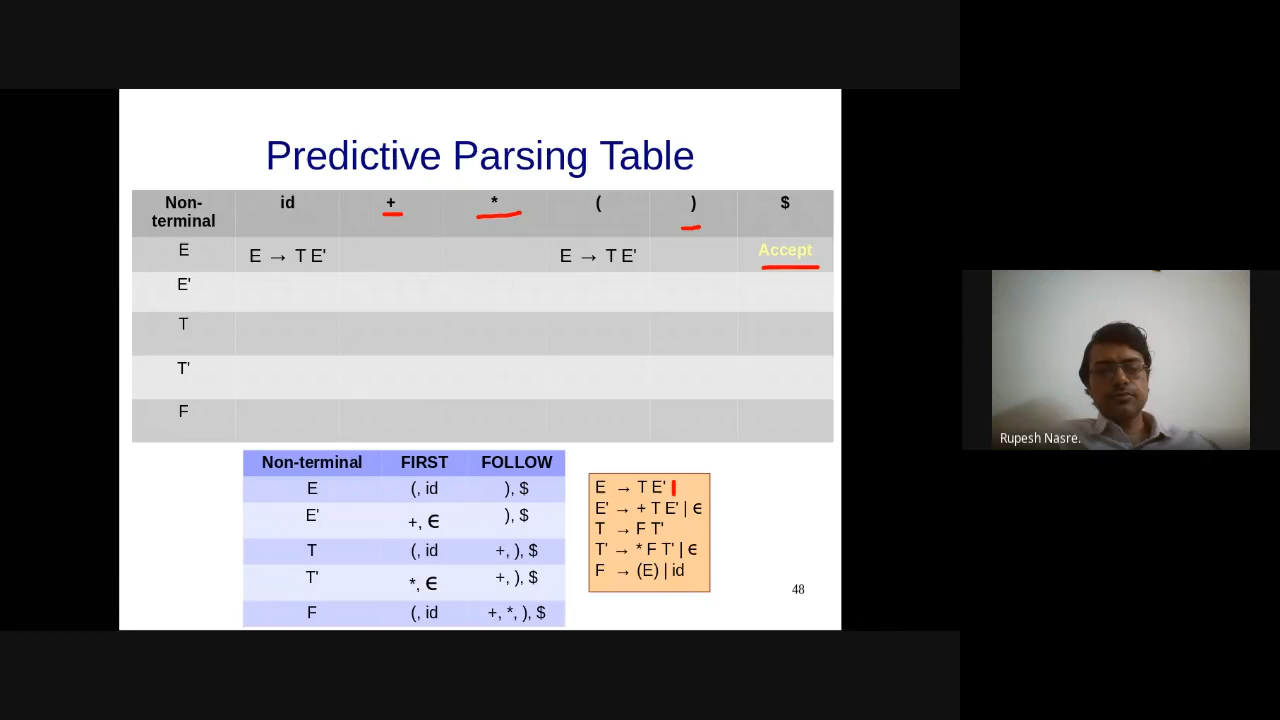 Predictive Parsing Table
Non-terminal id + * ( ) $
E E → T E' E → T E' Accept
E'
T
T'
F
Non-terminal FIRST FOLLOW
E (, id ), $
E' +, ϵ ), $
T (, id +, ), $
T' *, ϵ +, ), $
F (, id +, *, ), $
E → T E'
E' → + T E' | ϵ
T → F T'
T' → * F T' | ϵ
F → (E) | id
48
Rupesh Nasre.